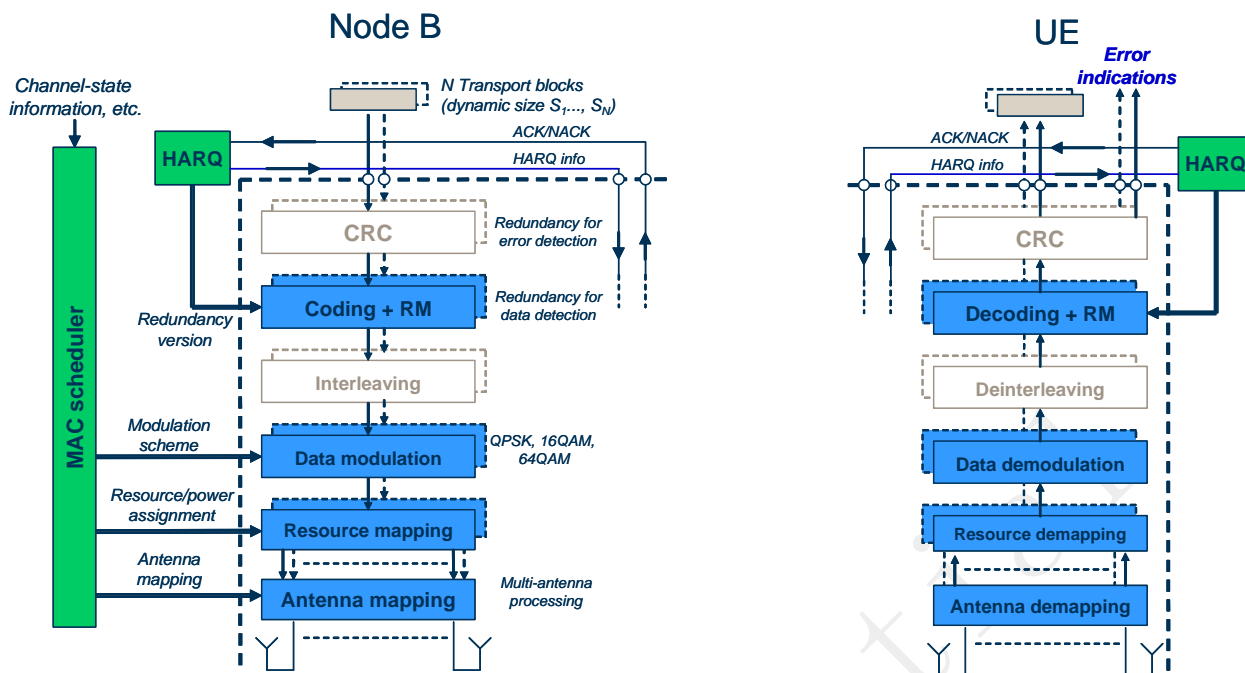 Node B
UE
Channel-state
information, etc.
N Transport blocks
(dynamic size S1..., SN)
Error
indications
ACK/NACK
HARQ
HARQ info
ACK/NACK
HARQ
HARQ info
CRC
Redundancy for
error detection
CRC
Coding + RM
Redundancy for
data detection
Decoding + RM
Redundancy
version
MAC scheduler
Interleaving
Deinterleaving
Modulation
scheme
Data modulation
QPSK, 16QAM,
64QAM
Data demodulation
Resource/power
assignment
Resource mapping
Resource demapping
Antenna
mapping
Antenna mapping
Multi-antenna
processing
Antenna demapping